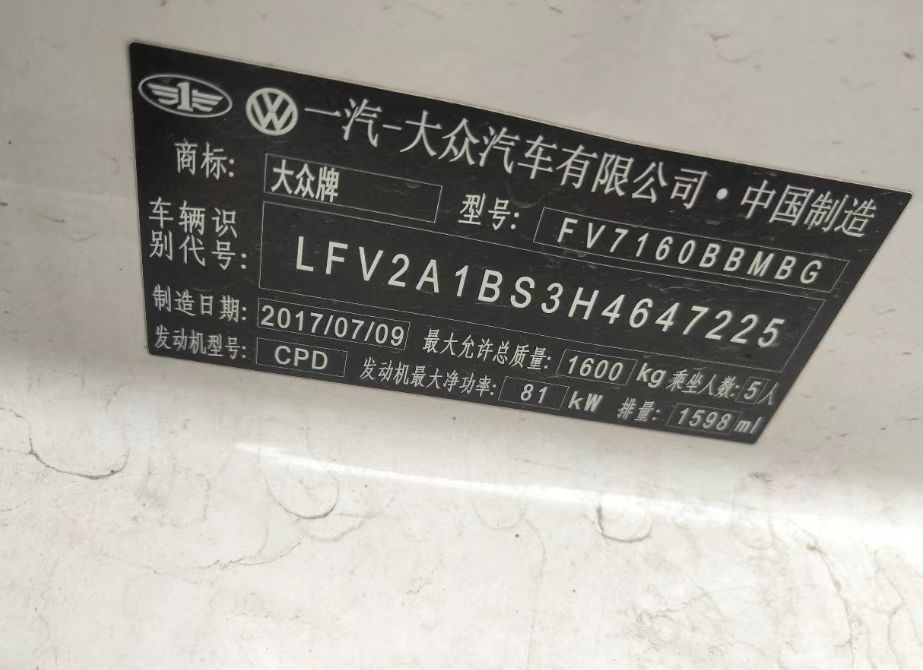 一汽-大众汽车有限公司·中国制造
商标: 大众牌 型号: FV7160BBMBG
车辆识别代号: LFV2A1BS3H4647225
制造日期: 2017/07/09 最大允许总质量: 1600 kg 乘坐人数: 5人
发动机型号: CPD 发动机最大净功率: 81 kW 排量: 1598 ml